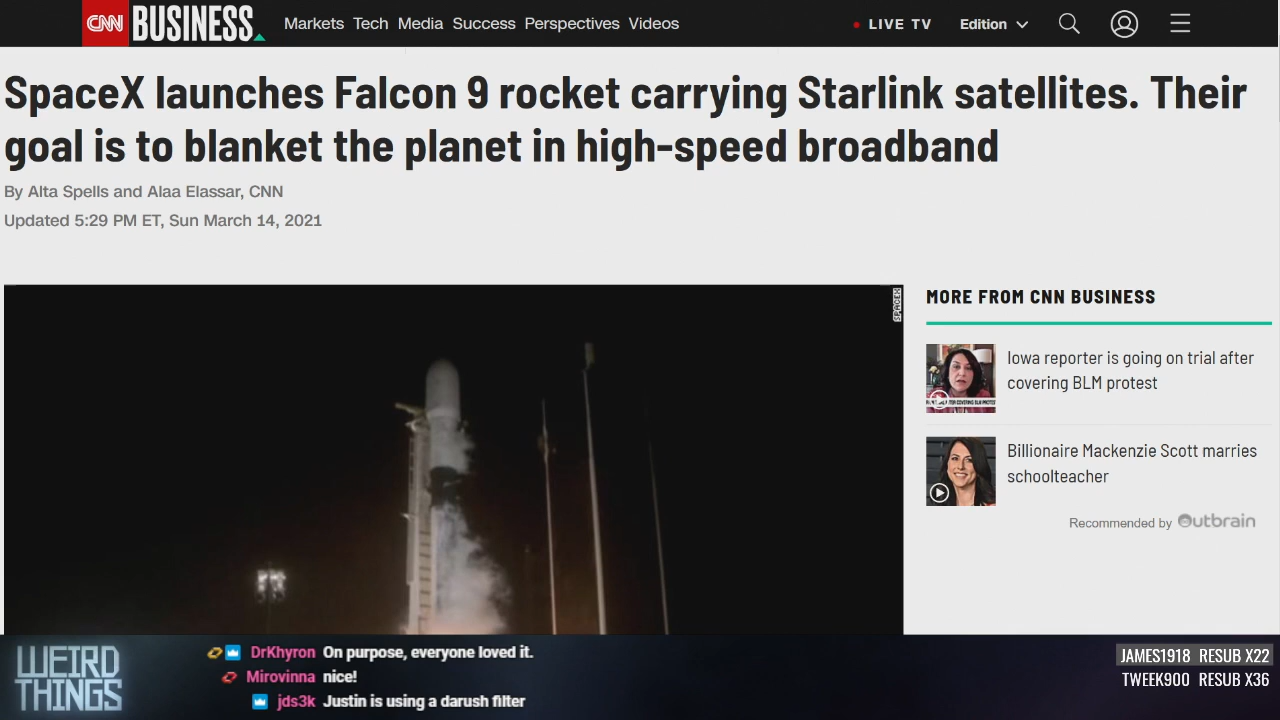 CNN BUSINESS Markets Tech Media Success Perspectives Videos LIVE TV Edition
SpaceX launches Falcon 9 rocket carrying Starlink satellites. Their
goal is to blanket the planet in high-speed broadband
By Alta Spells and Alaa Elassar, CNN
Updated 5:29 PM ET, Sun March 14, 2021
SPACEX
MORE FROM CNN BUSINESS
Iowa reporter is going on trial after
covering BLM protest
Billionaire Mackenzie Scott marries
schoolteacher
Recommended by Outbrain
WEIRD
THINGS
DrKhyron On purpose, everyone loved it.
Mirovinna nice!
jds3k Justin is using a darush filter
JAMES1918 RESUB X22
TWEEK900 RESUB X36